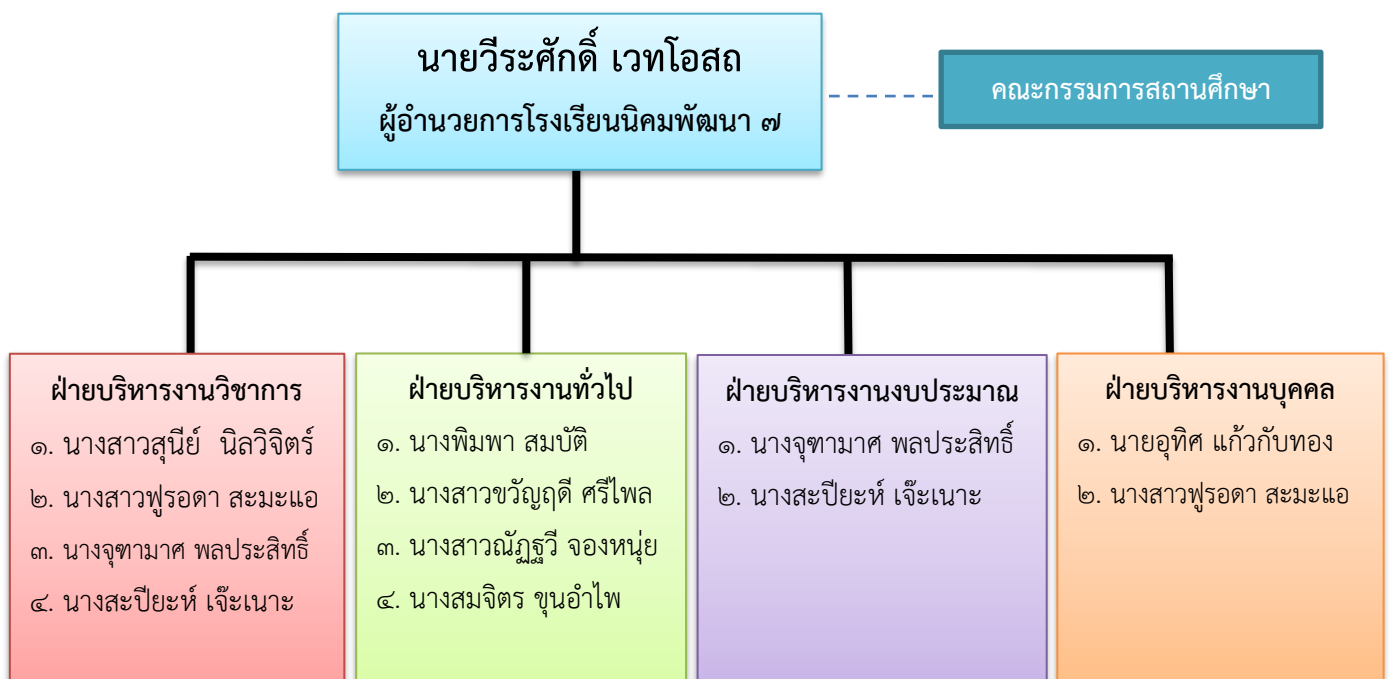 นายวีระศักดิ์ เวทโอสถ
ผู้อำนวยการโรงเรียนนิคมพัฒนา ๗
คณะกรรมการสถานศึกษา
ฝ่ายบริหารงานวิชาการ
๑. นางสาวสุนีย์ นิลวิจิตร์
๒. นางสาวฟูรอดา สะมะแอ
๓. นางจุฑามาศ พลประสิทธิ์
๔. นางสะปียะห์ เจ๊ะเนาะ
ฝ่ายบริหารงานทั่วไป
๑. นางพิมพา สมบัติ
๒. นางสาวขวัญฤดี ศรีไพล
๓. นางสาวณัฏฐวี จองหนุ่ย
๔. นางสมจิตร ขุนอำไพ
ฝ่ายบริหารงานงบประมาณ
๑. นางจุฑามาศ พลประสิทธิ์
๒. นางสะปียะห์ เจ๊ะเนาะ
ฝ่ายบริหารงานบุคคล
๑. นายอุทิศ แก้วกับทอง
๒. นางสาวฟูรอดา สะมะแอ